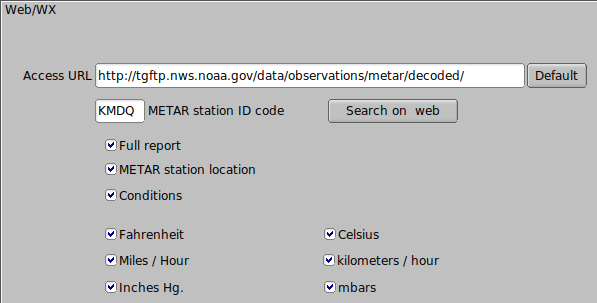 Web/WX
Access URL http://tgftp.nws.noaa.gov/data/observations/metar/decoded/ Default
KMDQ METAR station ID code Search on web
Full report
METAR station location
Conditions
Fahrenheit Celsius
Miles / Hour kilometers / hour
Inches Hg. mbars